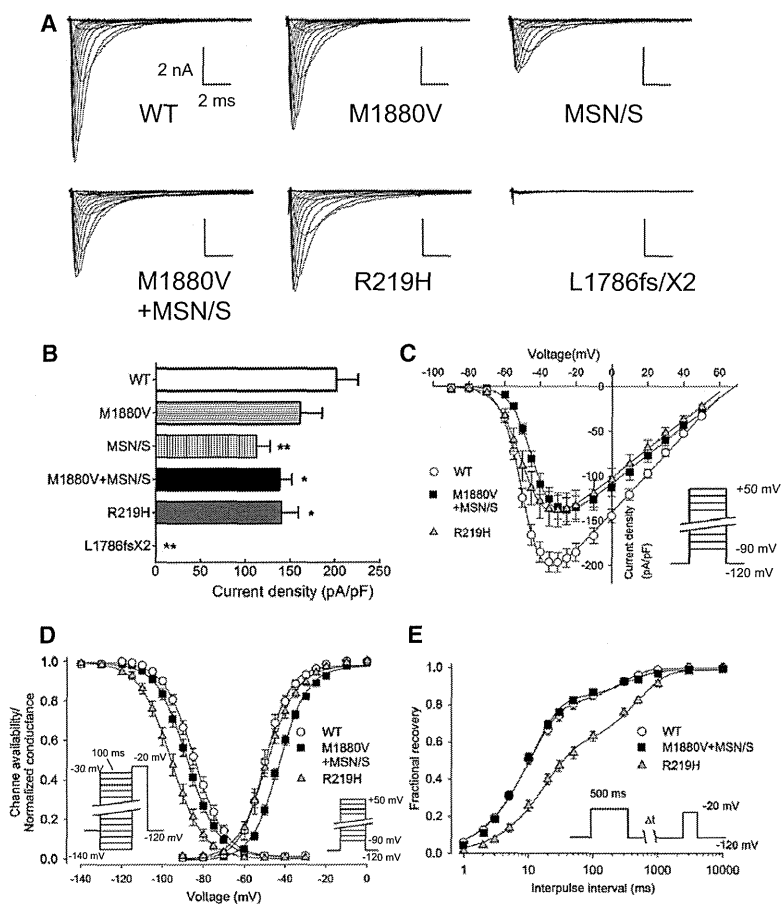 A
2 nA
2 ms
WT
M1880V
MSN/S
M1880V
+MSN/S
R219H
L1786fs/X2
B
WT
M1880V
MSN/S
M1880V+MSN/S
R219H
L1786fsX2
**
*
*
**
0 50 100 150 200 250
Current density (pA/pF)
C
Voltage(mV)
-100 -80 -60 -40 -20 0 20 40 60
0
-50
-100
-150
-200
Current density
(pA/pF)
WT
M1880V
+MSN/S
R219H
+50 mV
-90 mV
-120 mV
D
Channe availability/
Normalized conductance
1.0
0.8
0.6
0.4
0.2
0.0
-140 -120 -100 -80 -60 -40 -20 0
Voltage (mV)
WT
M1880V
+MSN/S
R219H
100 ms
-30 mV
-20 mV
-120 mV
-140 mV
+50 mV
-90 mV
-120 mV
E
Fractional recovery
1.0
0.8
0.6
0.4
0.2
0.0
1 10 100 1000 10000
Interpulse interval (ms)
WT
M1880V+MSN/S
R219H
500 ms
Δt
-20 mV
-120 mV